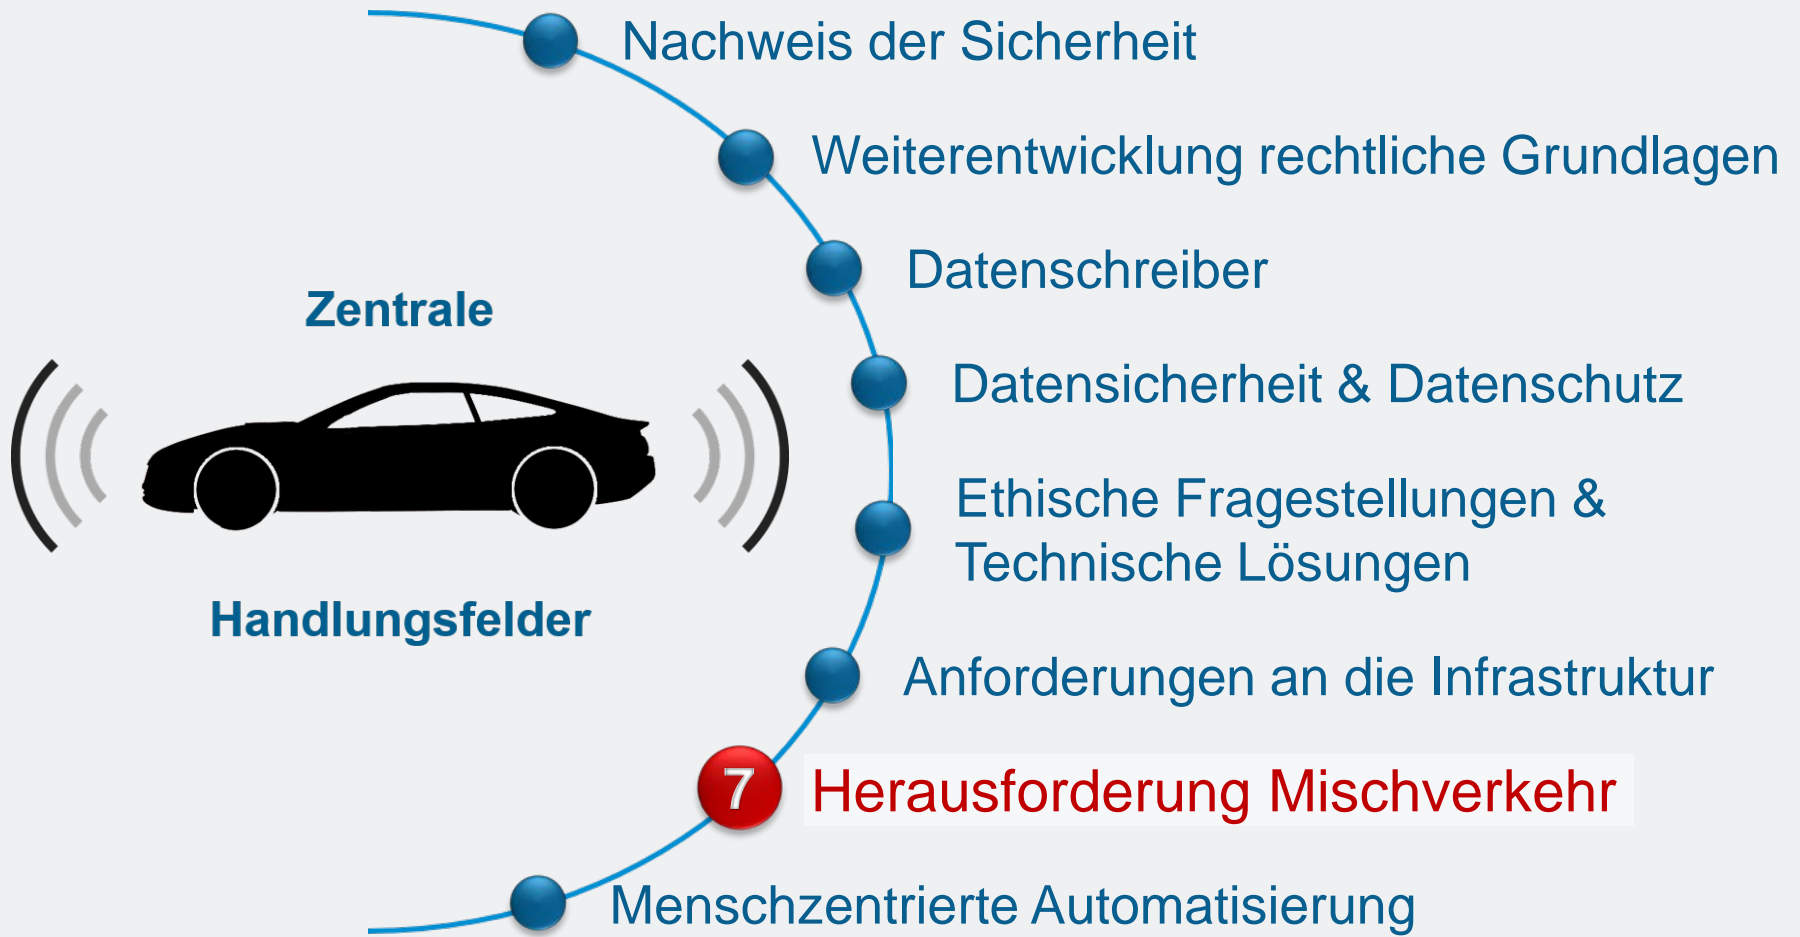 Zentrale
Handlungsfelder
Nachweis der Sicherheit
Weiterentwicklung rechtliche Grundlagen
Datenschreiber
Datensicherheit & Datenschutz
Ethische Fragestellungen &
Technische Lösungen
Anforderungen an die Infrastruktur
7 Herausforderung Mischverkehr
Menschzentrierte Automatisierung